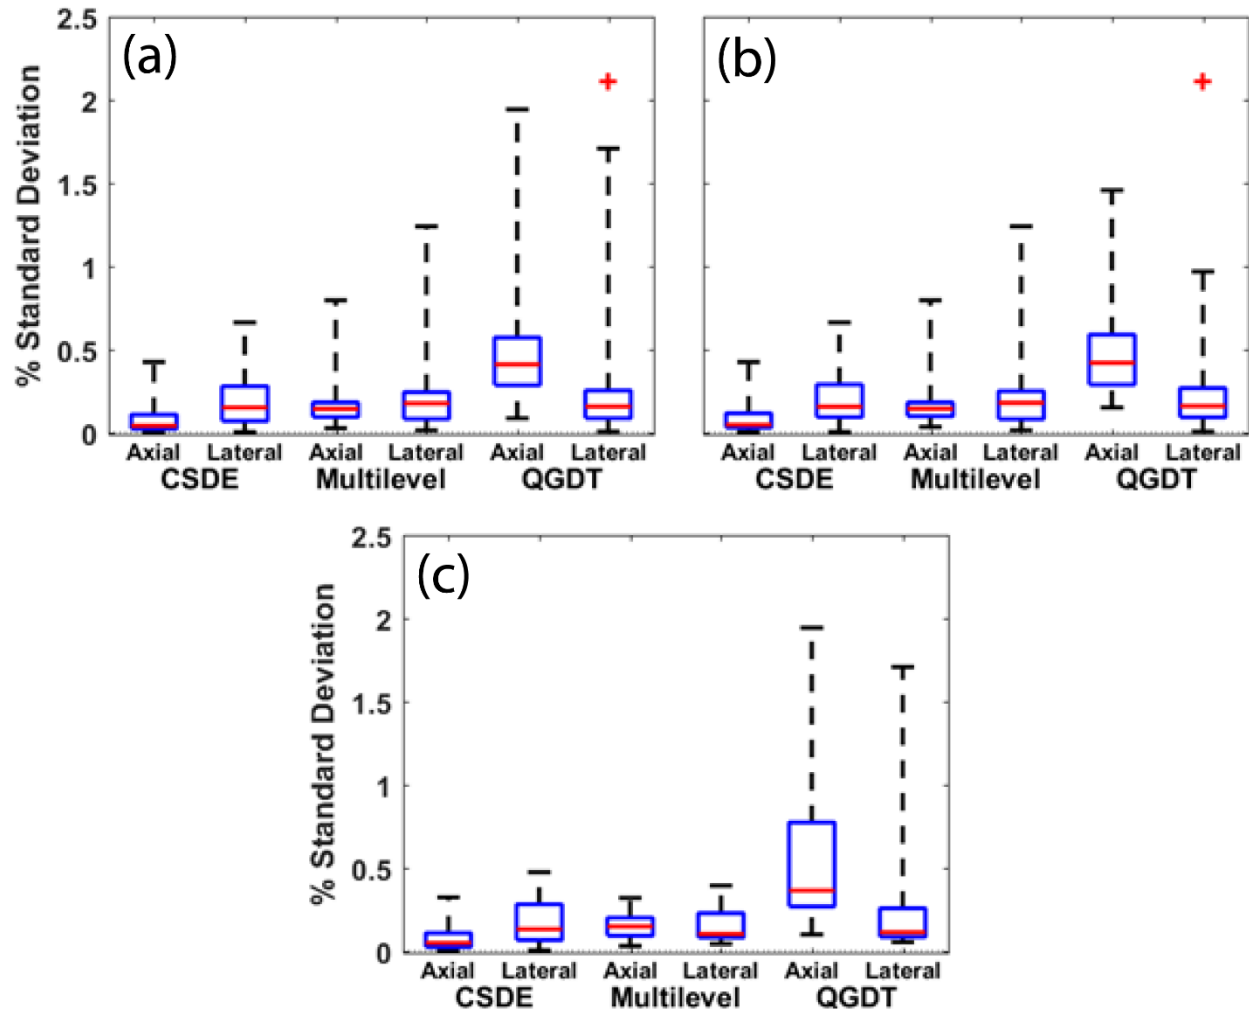 (a)
% Standard Deviation
2.5
2
1.5
1
0.5
0
Axial Lateral Axial Lateral Axial Lateral
CSDE Multilevel QGDT
(b)
Axial Lateral Axial Lateral Axial Lateral
CSDE Multilevel QGDT
(c)
% Standard Deviation
2.5
2
1.5
1
0.5
0
Axial Lateral Axial Lateral Axial Lateral
CSDE Multilevel QGDT